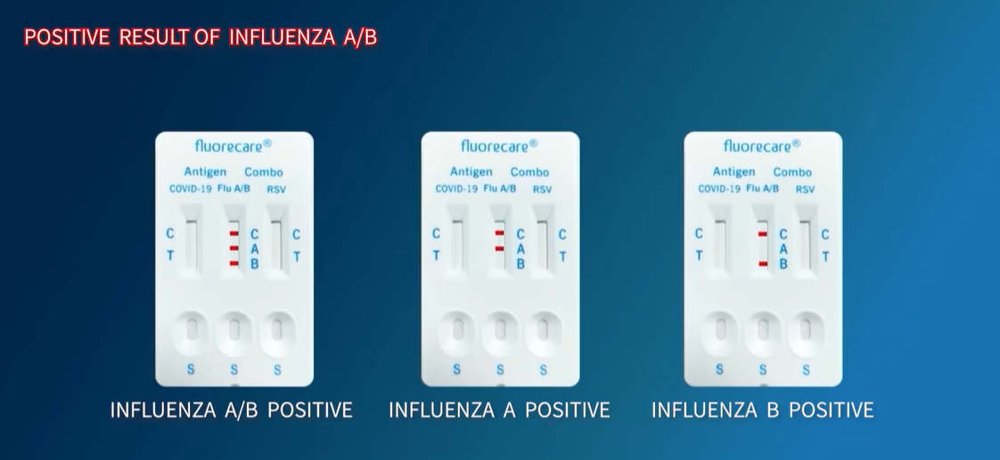 POSITIVE RESULT OF INFLUENZA A/B
fluorecare®
Antigen Combo
COVID-19 Flu A/B RSV
C C C
T A T
B
S S S
INFLUENZA A/B POSITIVE
fluorecare®
Antigen Combo
COVID-19 Flu A/B RSV
C C C
T A T
B
S S S
INFLUENZA A POSITIVE
fluorecare®
Antigen Combo
COVID-19 Flu A/B RSV
C C C
T A T
B
S S S
INFLUENZA B POSITIVE